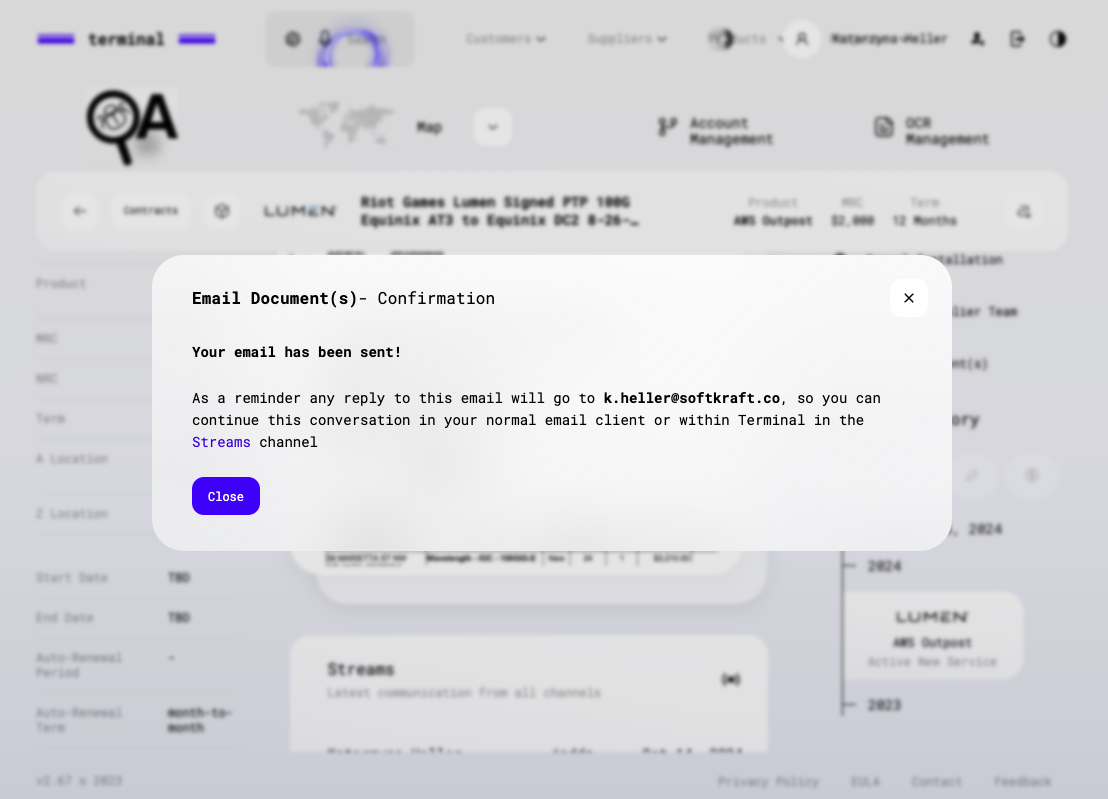 terminal
Search
Customers
Suppliers
Katarzyna Heller
QA
Map
Account
Management
OCR
Management
Contracts
LUMEN
Riot Games Lumen Signed PTP 100G
Equinix AT3 to Equinix DC2 8-26-…
Product
AWS Outpost
MRC
$2,000
Term
12 Months
Email Document(s)- Confirmation
Your email has been sent!
As a reminder any reply to this email will go to k.heller@softkraft.co, so you can
continue this conversation in your normal email client or within Terminal in the
Streams channel
Close
Product
MRC
NRC
Term
A Location
Z Location
Start Date TBD
End Date TBD
Auto-Renewal
Period
-
Auto-Renewal
Term
month-to-
month
Streams
Latest communication from all channels
2024
LUMEN
AWS Outpost
Active New Service
2023
v2.67 © 2023
Privacy Policy
EULA
Contact
Feedback